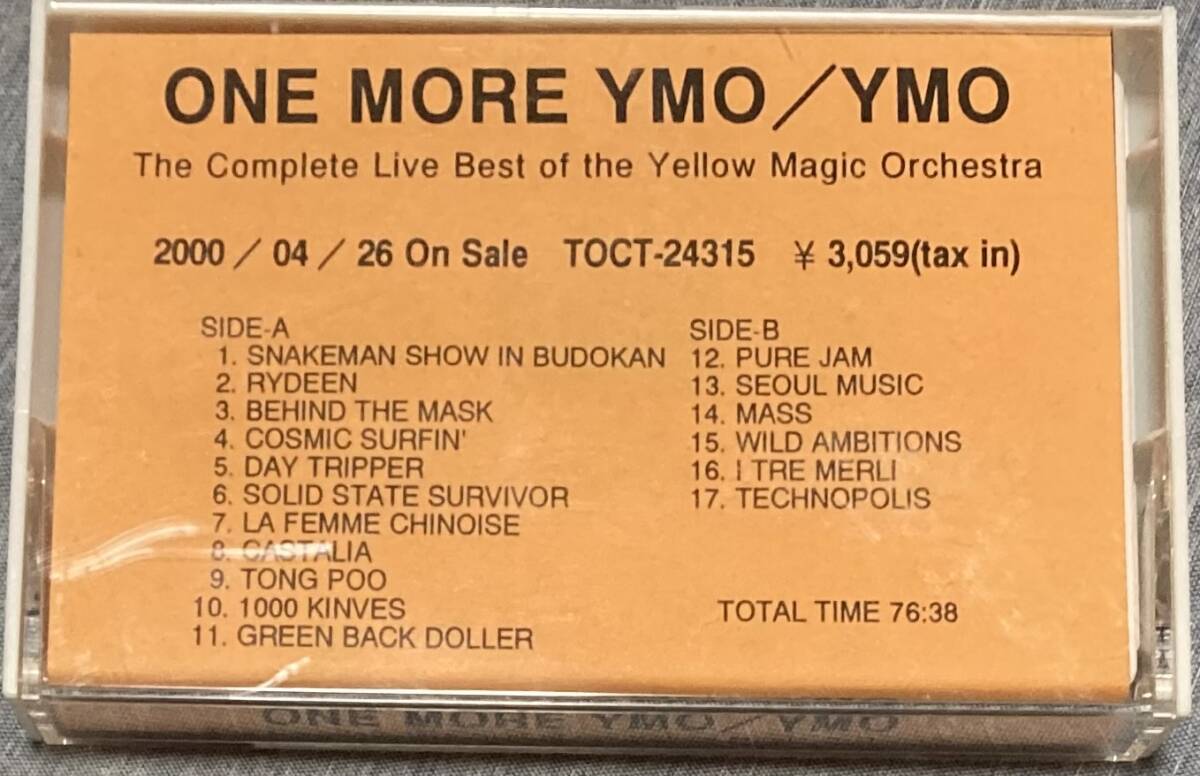 ONE MORE YMO/YMO
The Complete Live Best of the Yellow Magic Orchestra
2000 / 04 / 26 On Sale TOCT-24315 ¥ 3,059(tax in)
SIDE-A
1. SNAKEMAN SHOW IN BUDOKAN
2. RYDEEN
3. BEHIND THE MASK
4. COSMIC SURFIN'
5. DAY TRIPPER
6. SOLID STATE SURVIVOR
7. LA FEMME CHINOISE
8. CASTALIA
9. TONG POO
10. 1000 KINVES
11. GREEN BACK DOLLER
SIDE-B
12. PURE JAM
13. SEOUL MUSIC
14. MASS
15. WILD AMBITIONS
16. I TRE MERLI
17. TECHNOPOLIS
TOTAL TIME 76:38
ONE MORE YMO/YMO